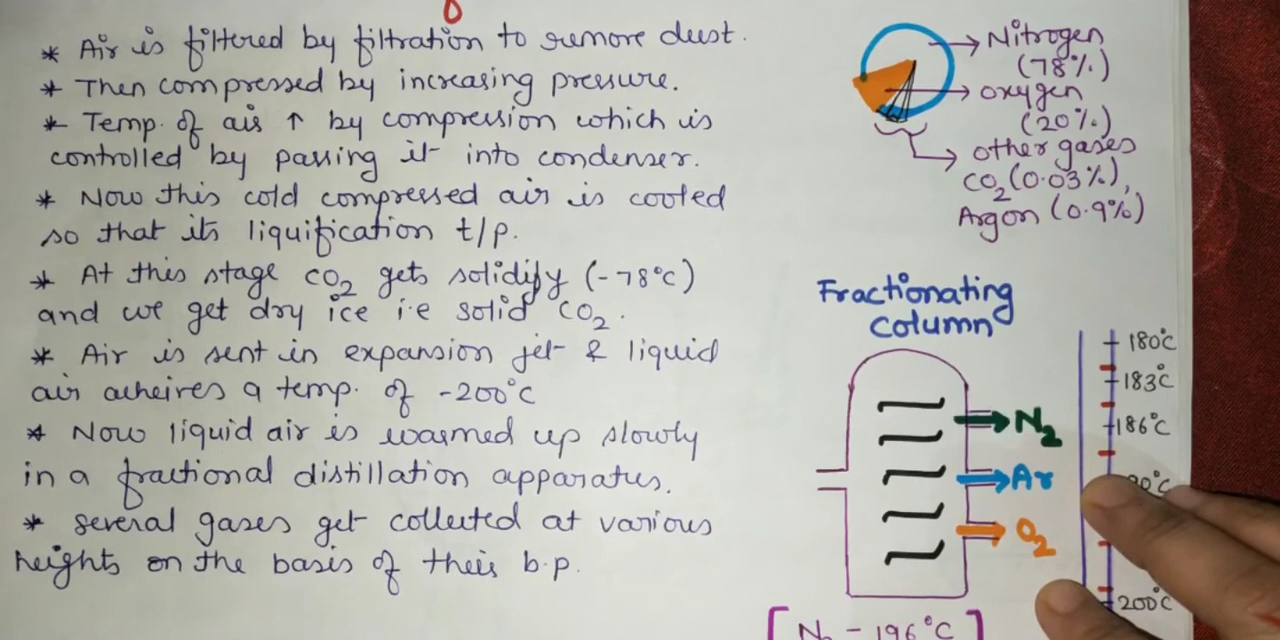 * Air is filtered by filtration to remove dust.
* Then compressed by increasing pressure.
* Temp. of air ↑ by compression which is
controlled by passing it into condenser.
* Now this cold compressed air is cooled
so that its liquification t/p.
* At this stage CO2 gets solidify (-78°C)
and we get dry ice i.e solid CO2.
* Air is sent in expansion jet & liquid
air acheires a temp. of -200°C
* Now liquid air is warmed up slowly
in a fractional distillation apparatus.
* several gases get collected at various
heights on the basis of their b.p.
Nitrogen
(78%)
oxygen
(20%)
other gases
CO2 (0.03%),
Argon (0.9%)
Fractionating
column
N2
Ar
O2
180°C
183°C
186°C
200°C
[N2 - 196°C]